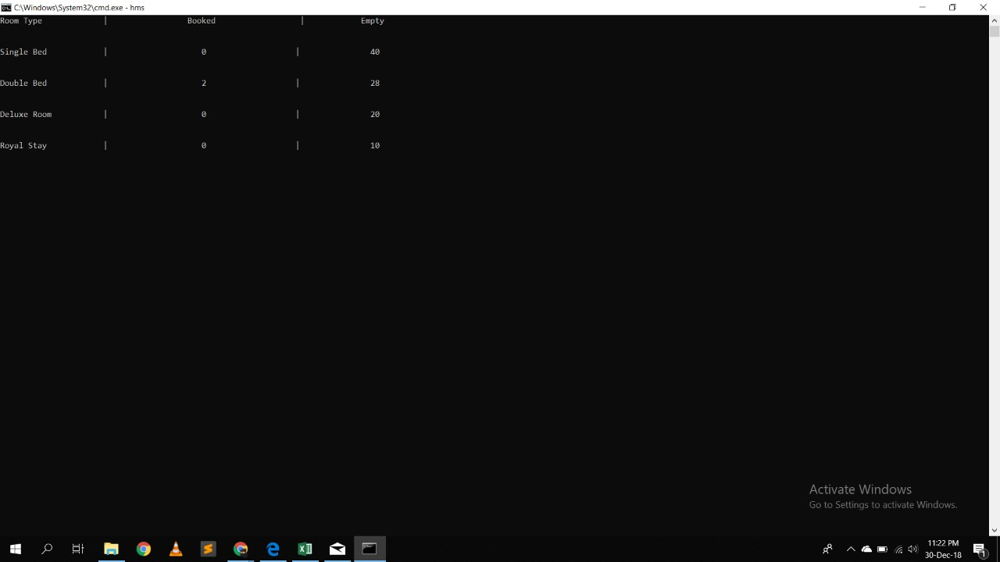 C:\Windows\System32\cmd.exe - hms
Room Type | Booked | Empty
Single Bed | 0 | 40
Double Bed | 2 | 28
Deluxe Room | 0 | 20
Royal Stay | 0 | 10
Activate Windows
Go to Settings to activate Windows.
11:22 PM
30-Dec-18
1